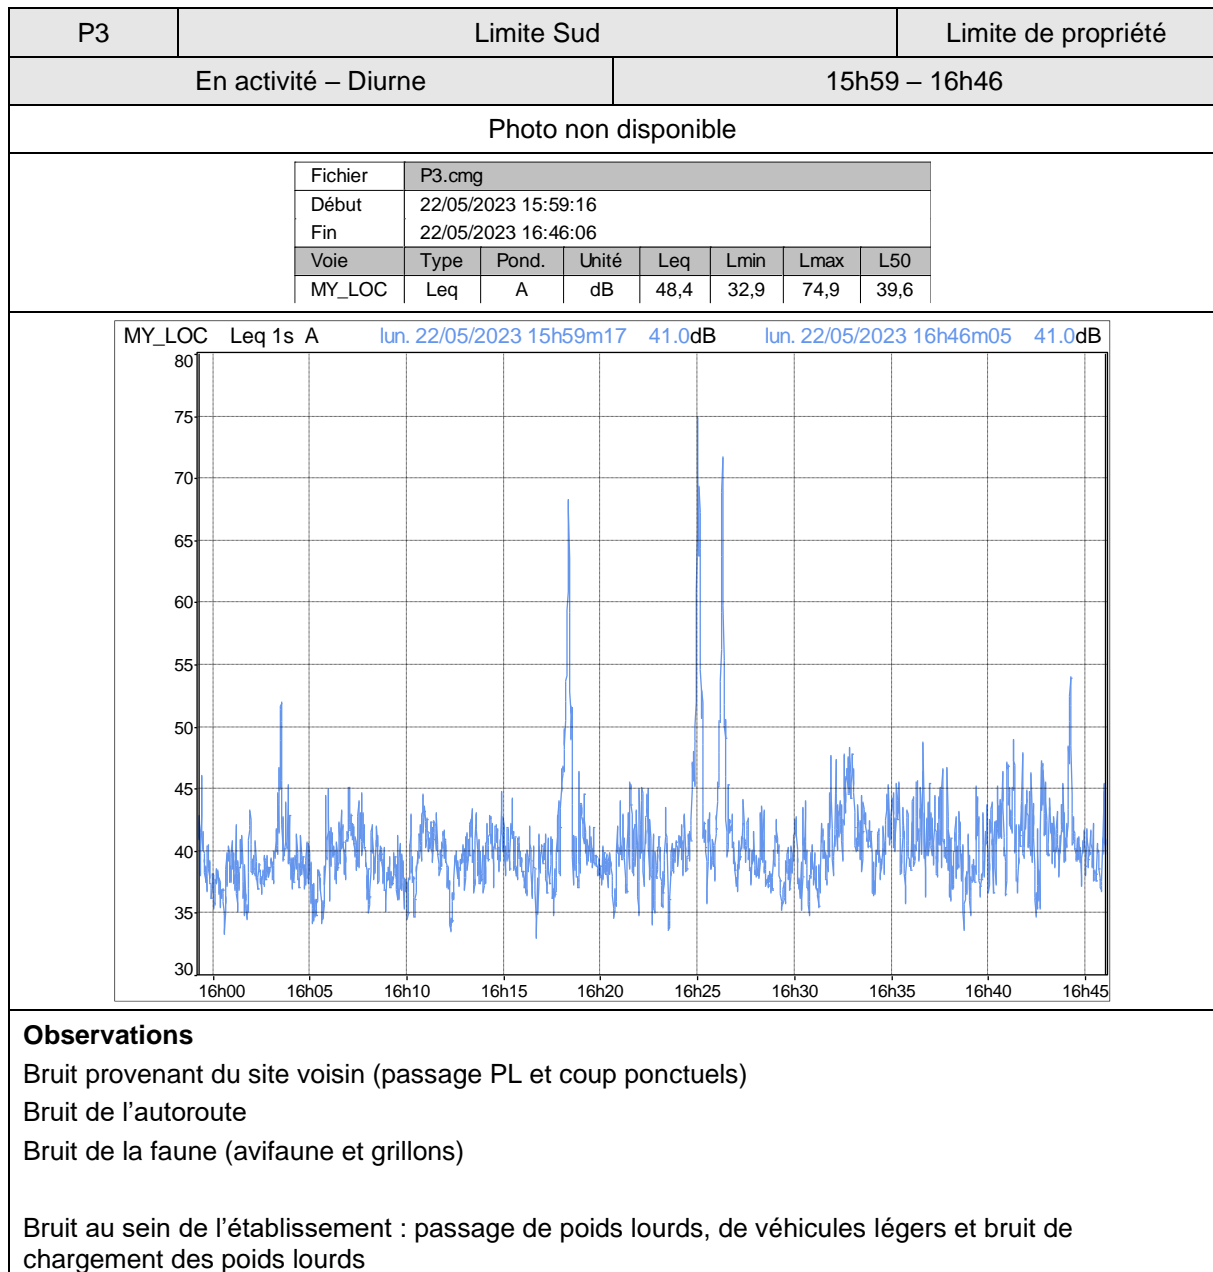 P3 Limite Sud Limite de propriété
En activité – Diurne 15h59 – 16h46
Photo non disponible
Fichier P3.cmg
Début 22/05/2023 15:59:16
Fin 22/05/2023 16:46:06
Voie Type Pond. Unité Leq Lmin Lmax L50
MY_LOC Leq A dB 48,4 32,9 74,9 39,6
MY_LOC Leq 1s A lun. 22/05/2023 15h59m17 41.0dB lun. 22/05/2023 16h46m05 41.0dB
80
75
70
65
60
55
50
45
40
35
30
16h00 16h05 16h10 16h15 16h20 16h25 16h30 16h35 16h40 16h45
Observations
Bruit provenant du site voisin (passage PL et coup ponctuels)
Bruit de l’autoroute
Bruit de la faune (avifaune et grillons)
Bruit au sein de l’établissement : passage de poids lourds, de véhicules légers et bruit de
chargement des poids lourds